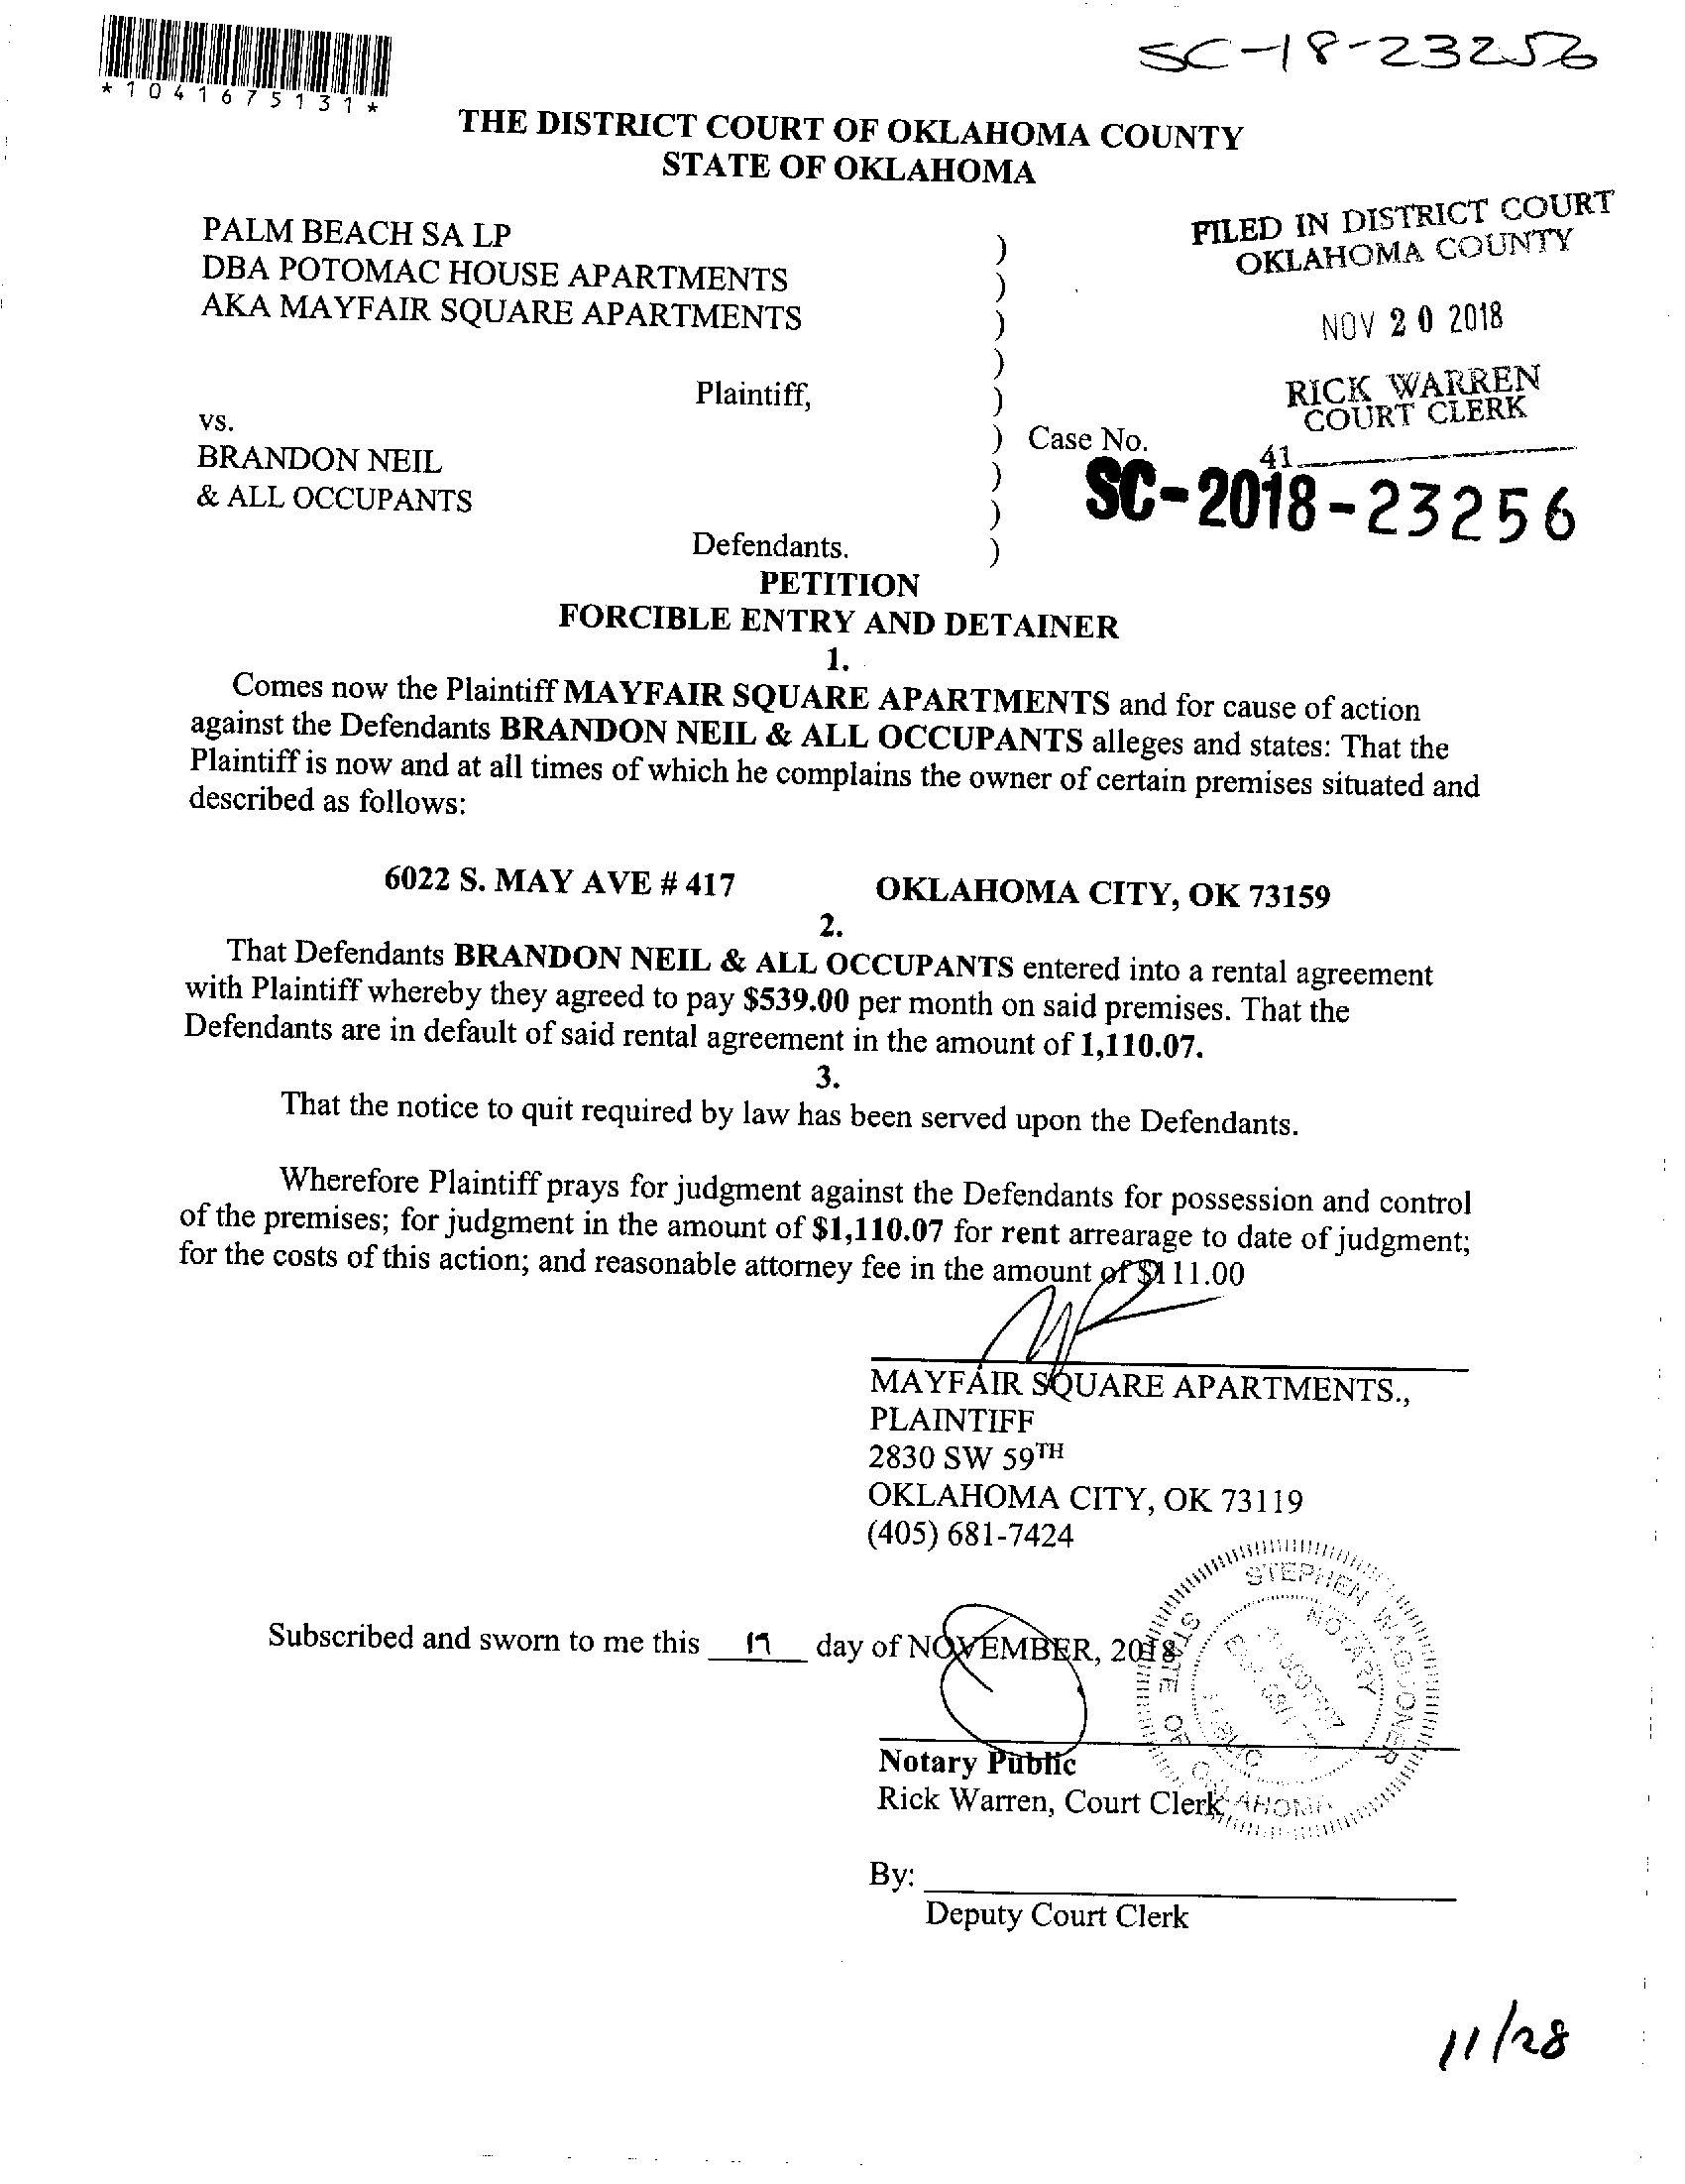 SC-18-23256
*1041675131*
THE DISTRICT COURT OF OKLAHOMA COUNTY
STATE OF OKLAHOMA
FILED IN DISTRICT COURT
OKLAHOMA COUNTY
NOV 20 2018
RICK WARREN
COURT CLERK
41
PALM BEACH SA LP )
DBA POTOMAC HOUSE APARTMENTS )
AKA MAYFAIR SQUARE APARTMENTS )
)
Plaintiff, )
vs.
) Case No.
BRANDON NEIL )
SC-2018-23256
& ALL OCCUPANTS )
Defendants. )
PETITION
FORCIBLE ENTRY AND DETAINER
1.
Comes now the Plaintiff MAYFAIR SQUARE APARTMENTS and for cause of action
against the Defendants BRANDON NEIL & ALL OCCUPANTS alleges and states: That the
Plaintiff is now and at all times of which he complains the owner of certain premises situated and
described as follows:
6022 S. MAY AVE # 417 OKLAHOMA CITY, OK 73159
2.
That Defendants BRANDON NEIL & ALL OCCUPANTS entered into a rental agreement
with Plaintiff whereby they agreed to pay $539.00 per month on said premises. That the
Defendants are in default of said rental agreement in the amount of 1,110.07.
3.
That the notice to quit required by law has been served upon the Defendants.
Wherefore Plaintiff prays for judgment against the Defendants for possession and control
of the premises; for judgment in the amount of $1,110.07 for rent arrearage to date of judgment;
for the costs of this action; and reasonable attorney fee in the amount of $111.00
MAYFAIR SQUARE APARTMENTS.,
PLAINTIFF
2830 SW 59TH
OKLAHOMA CITY, OK 73119
(405) 681-7424
Subscribed and sworn to me this 19 day of NOVEMBER, 2018
STEPHEN WAGGONER
NOTARY
STATE OF OKLAHOMA
Notary Public
Rick Warren, Court Clerk
By:
Deputy Court Clerk
11/28